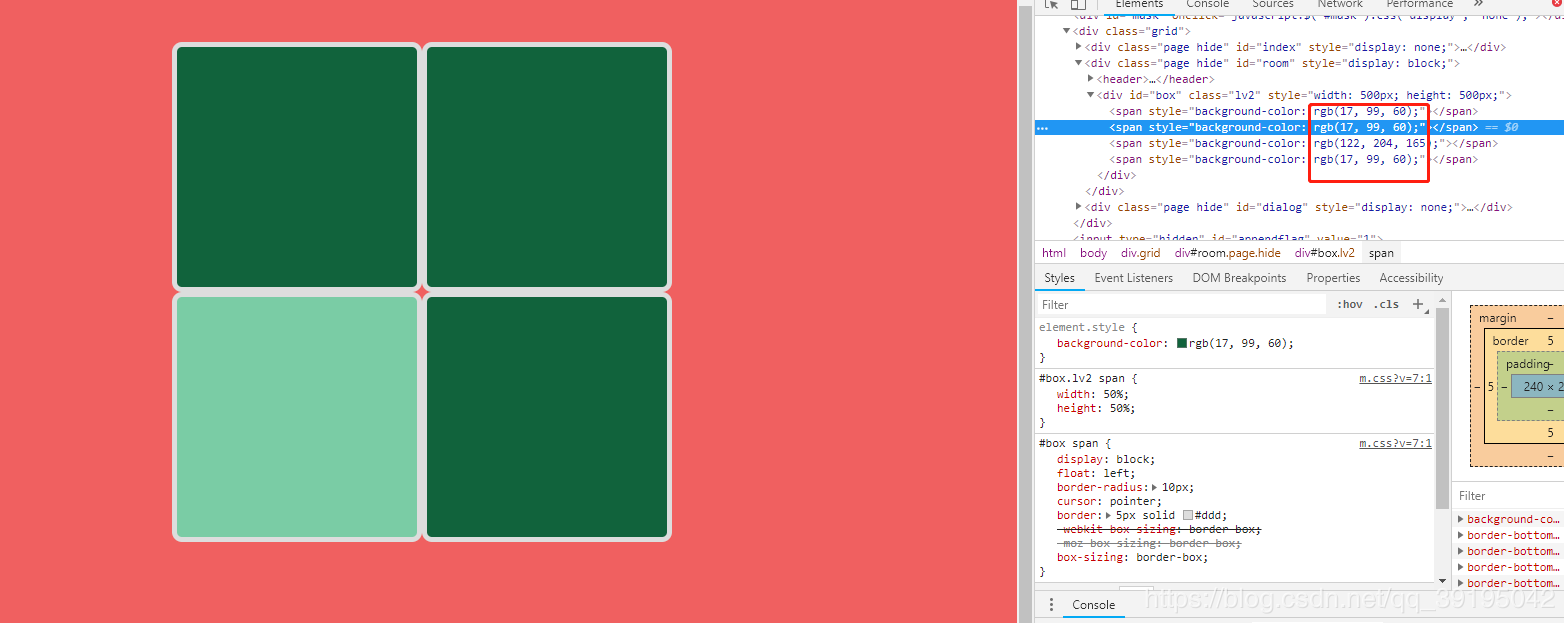 Elements Console Sources Network Performance »
<div id="mask" onclick="javascript:$('#mask').css('display', 'none');"></di
▼<div class="grid">
▶<div class="page hide" id="index" style="display: none;">…</div>
▼<div class="page hide" id="room" style="display: block;">
▶<header>…</header>
▼<div id="box" class="lv2" style="width: 500px; height: 500px;">
<span style="background-color: rgb(17, 99, 60);"></span>
… <span style="background-color: rgb(17, 99, 60);"></span> == $0
<span style="background-color: rgb(122, 204, 165);"></span>
<span style="background-color: rgb(17, 99, 60);"></span>
</div>
</div>
▶<div class="page hide" id="dialog" style="display: none;">…</div>
</div>
<input type="hidden" id="appendflag" value="1">
html body div.grid div#room.page.hide div#box.lv2 span
Styles Event Listeners DOM Breakpoints Properties Accessibility
Filter :hov .cls +
element.style {
background-color: rgb(17, 99, 60);
}
#box.lv2 span { m.css?v=7:1
width: 50%;
height: 50%;
}
#box span { m.css?v=7:1
display: block;
float: left;
border-radius:▶ 10px;
cursor: pointer;
border:▶ 5px solid #ddd;
-webkit-box-sizing: border-box;
-moz-box-sizing: border-box;
box-sizing: border-box;
}
margin –
border 5
padding –
– 5 – 240 × 2
–
5
–
Filter
▶ background-co…
▶ border-bottom…
▶ border-bottom…
▶ border-bottom…
▶ border-bottom…
Console
https://blog.csdn.net/qq_39195042